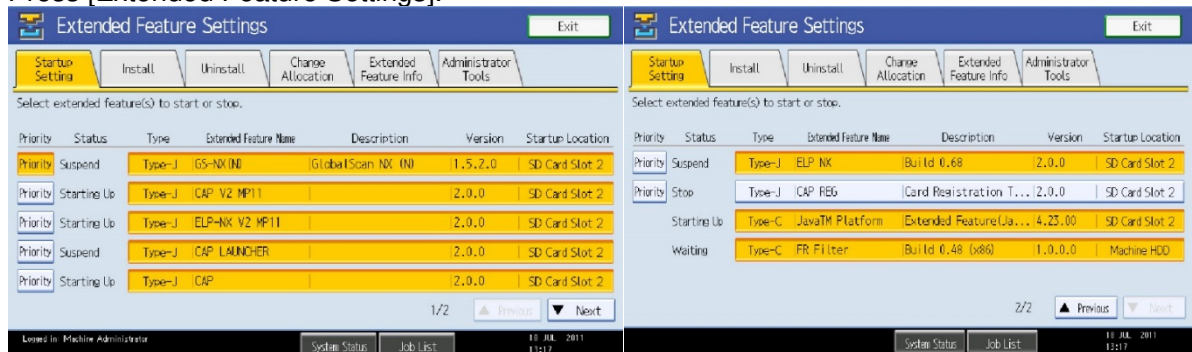 Press [Extended Feature Settings].
Extended Feature Settings
Exit
Startup Setting
Install
Uninstall
Change Allocation
Extended Feature Info
Administrator Tools
Select extended feature(s) to start or stop.
Priority Status Type Extended Feature Name Description Version Startup Location
Priority Suspend Type-J GS-NX(N) GlobalScan NX (N) 1.5.2.0 SD Card Slot 2
Priority Starting Up Type-J CAP V2 MP11 2.0.0 SD Card Slot 2
Priority Starting Up Type-J ELP-NX V2 MP11 2.0.0 SD Card Slot 2
Priority Suspend Type-J CAP LAUNCHER 2.0.0 SD Card Slot 2
Priority Starting Up Type-J CAP 2.0.0 SD Card Slot 2
1/2 ▲ Previous ▼ Next
Logged in: Machine Administrator
System Status Job List
18 JUL 2011
13:17
Extended Feature Settings
Exit
Startup Setting
Install
Uninstall
Change Allocation
Extended Feature Info
Administrator Tools
Select extended feature(s) to start or stop.
Priority Status Type Extended Feature Name Description Version Startup Location
Priority Suspend Type-J ELP NX Build 0.68 2.0.0 SD Card Slot 2
Priority Stop Type-J CAP REG Card Registration T... 2.0.0 SD Card Slot 2
Starting Up Type-C JavaTM Platform Extended Feature(Ja... 4.23.00 SD Card Slot 2
Waiting Type-C FR Filter Build 0.48 (x86) 1.0.0.0 Machine HDD
2/2 ▲ Previous ▼ Next
System Status Job List
18 JUL 2011
13:17